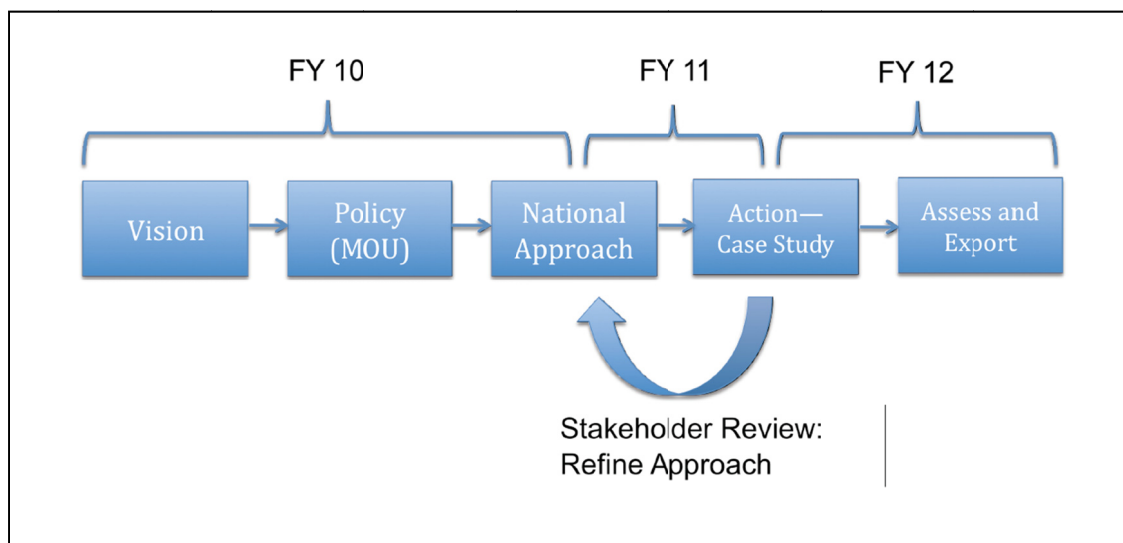 FY 10
FY 11
FY 12
Vision
Policy
(MOU)
National
Approach
Action—
Case Study
Assess and
Export
Stakeholder Review:
Refine Approach